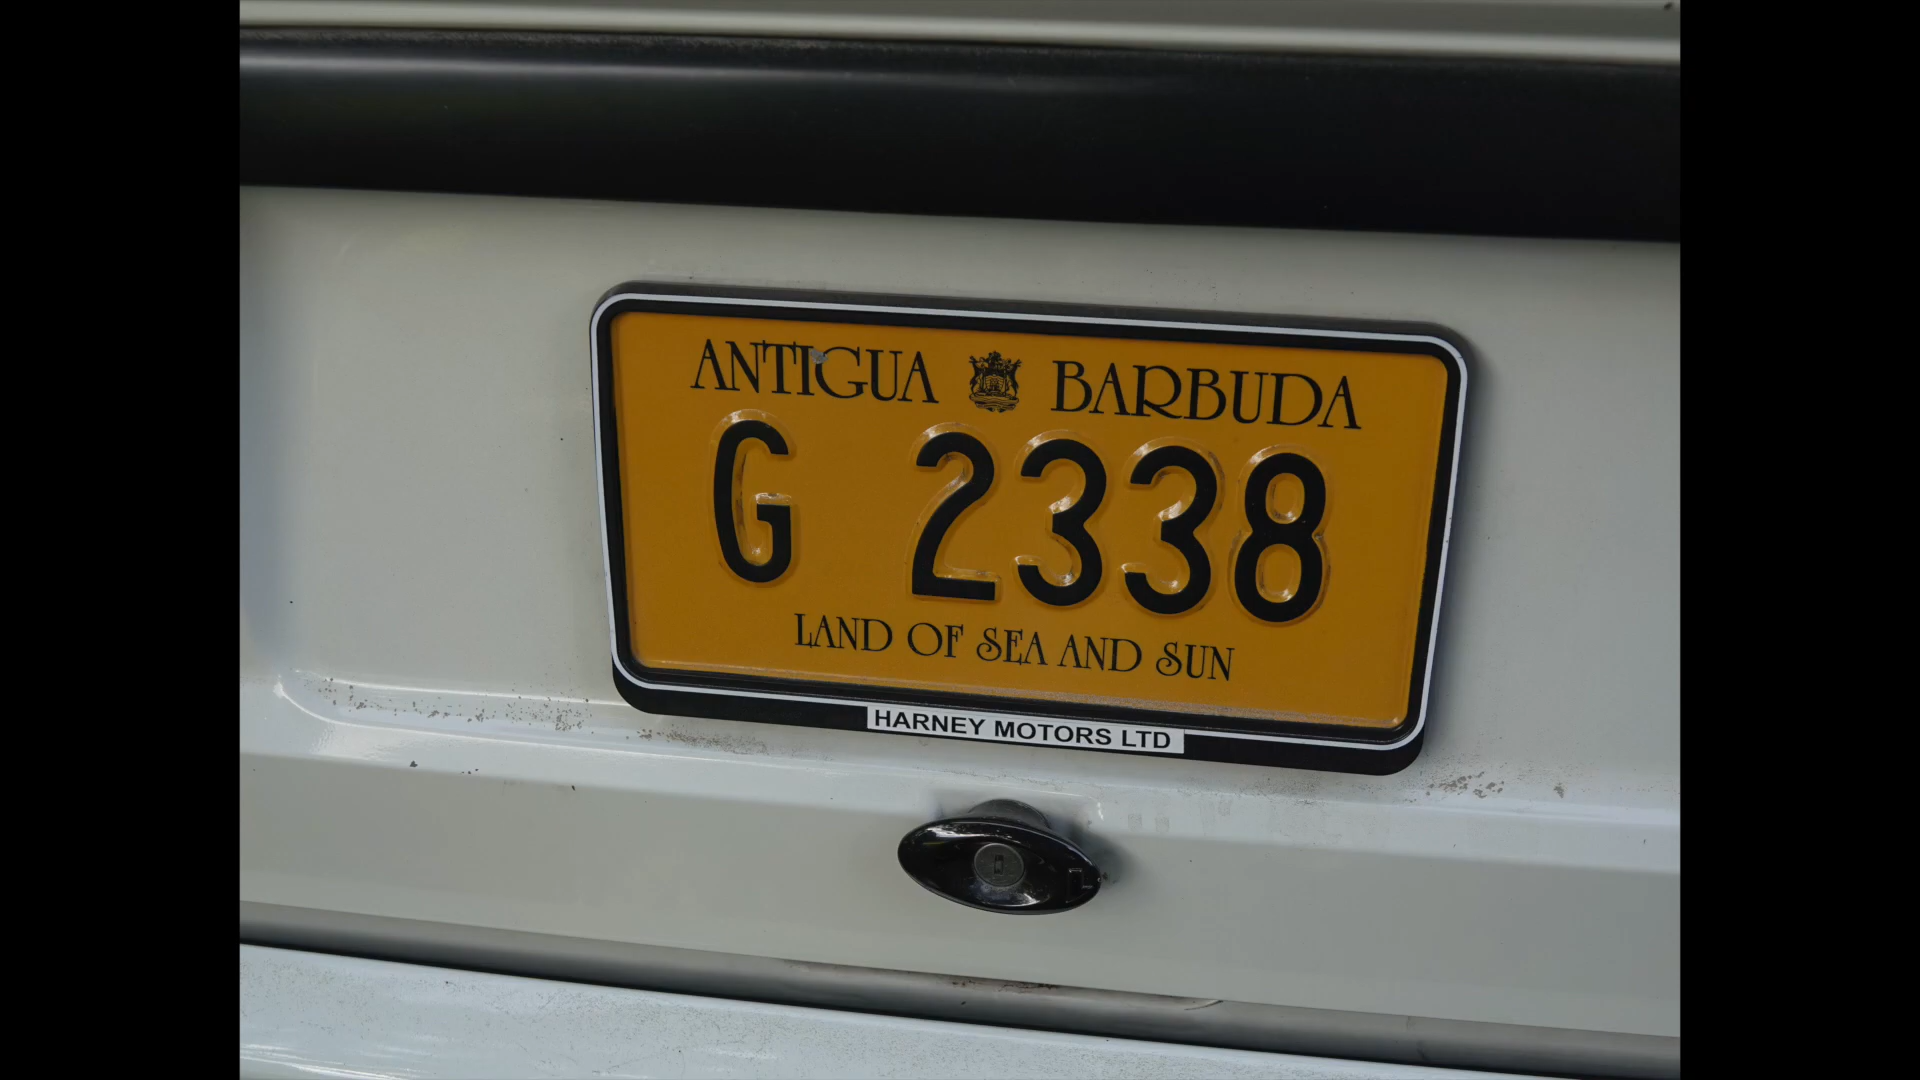 ANTIGUA BARBUDA
G 2338
LAND OF SEA AND SUN
HARNEY MOTORS LTD